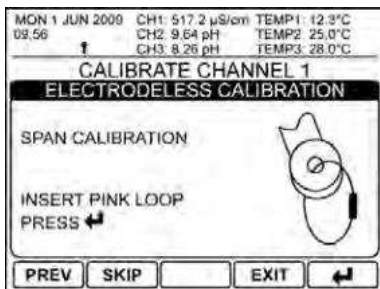 MON 1 JUN 2009 CH1: 517.2 µS/cm TEMP1: 12.3°C
09:56 CH2: 9.64 pH TEMP2: 25.0°C
CH3: 8.26 pH TEMP3: 28.0°C
CALIBRATE CHANNEL 1
ELECTRODELESS CALIBRATION
SPAN CALIBRATION
INSERT PINK LOOP
PRESS ↵
PREV SKIP EXIT ↵